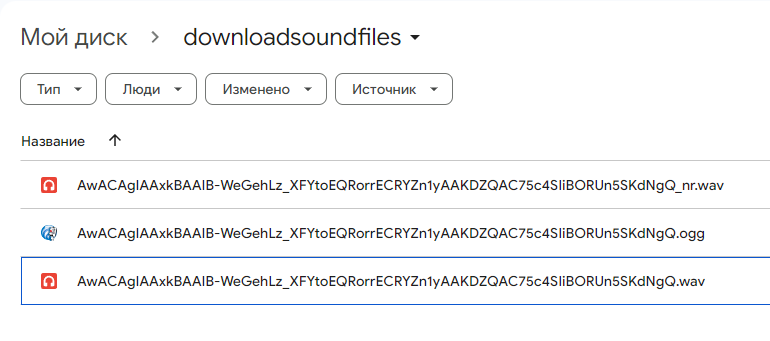 Мой диск > downloadsoundfiles
Тип Люди Изменено Источник
Название
AwACAgIAAxkBAAIB-WeGehLz_XFYtoEQRorrECRYZn1yAAKDZQAC75c4SIiBORUn5SKdNgQ_nr.wav
AwACAgIAAxkBAAIB-WeGehLz_XFYtoEQRorrECRYZn1yAAKDZQAC75c4SIiBORUn5SKdNgQ.ogg
AwACAgIAAxkBAAIB-WeGehLz_XFYtoEQRorrECRYZn1yAAKDZQAC75c4SIiBORUn5SKdNgQ.wav